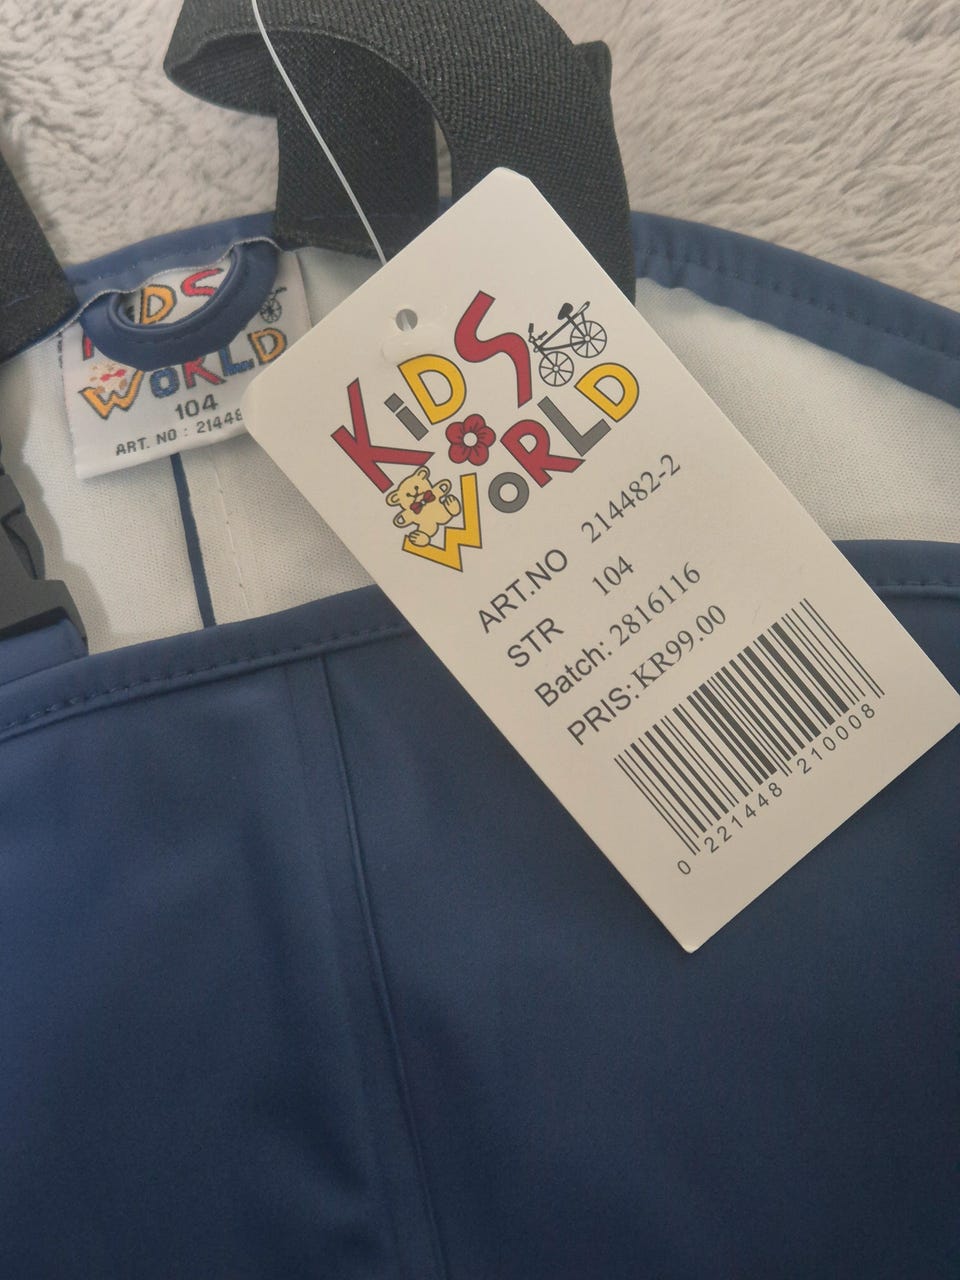 KiDS
WORLD
104
ART. NO : 21448
KiDS
WORLD
ART.NO 214482-2
STR 104
Batch: 2816116
PRIS: KR99.00
0 221448 210008